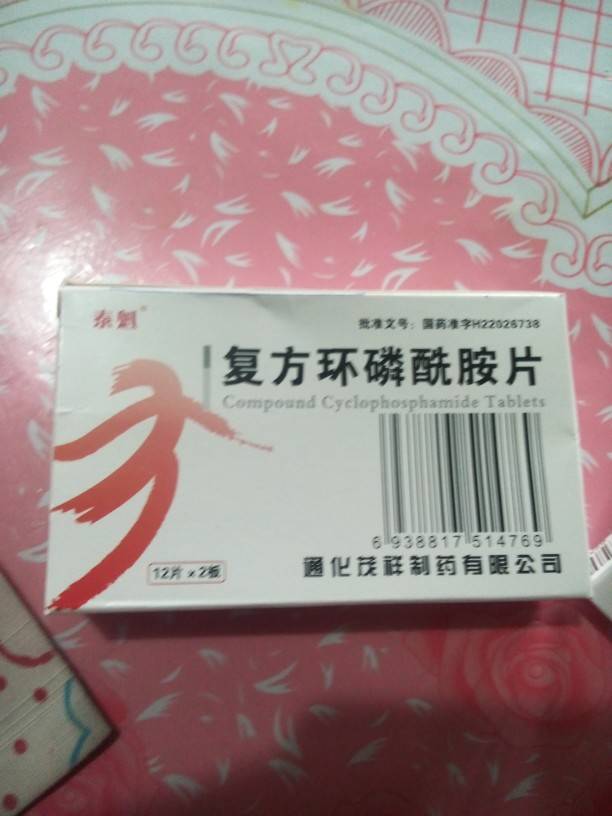 泰魁®
批准文号：国药准字H22026738
复方环磷酰胺片
Compound Cyclophosphamide Tablets
6 938817 514769
12片×2板
通化茂祥制药有限公司